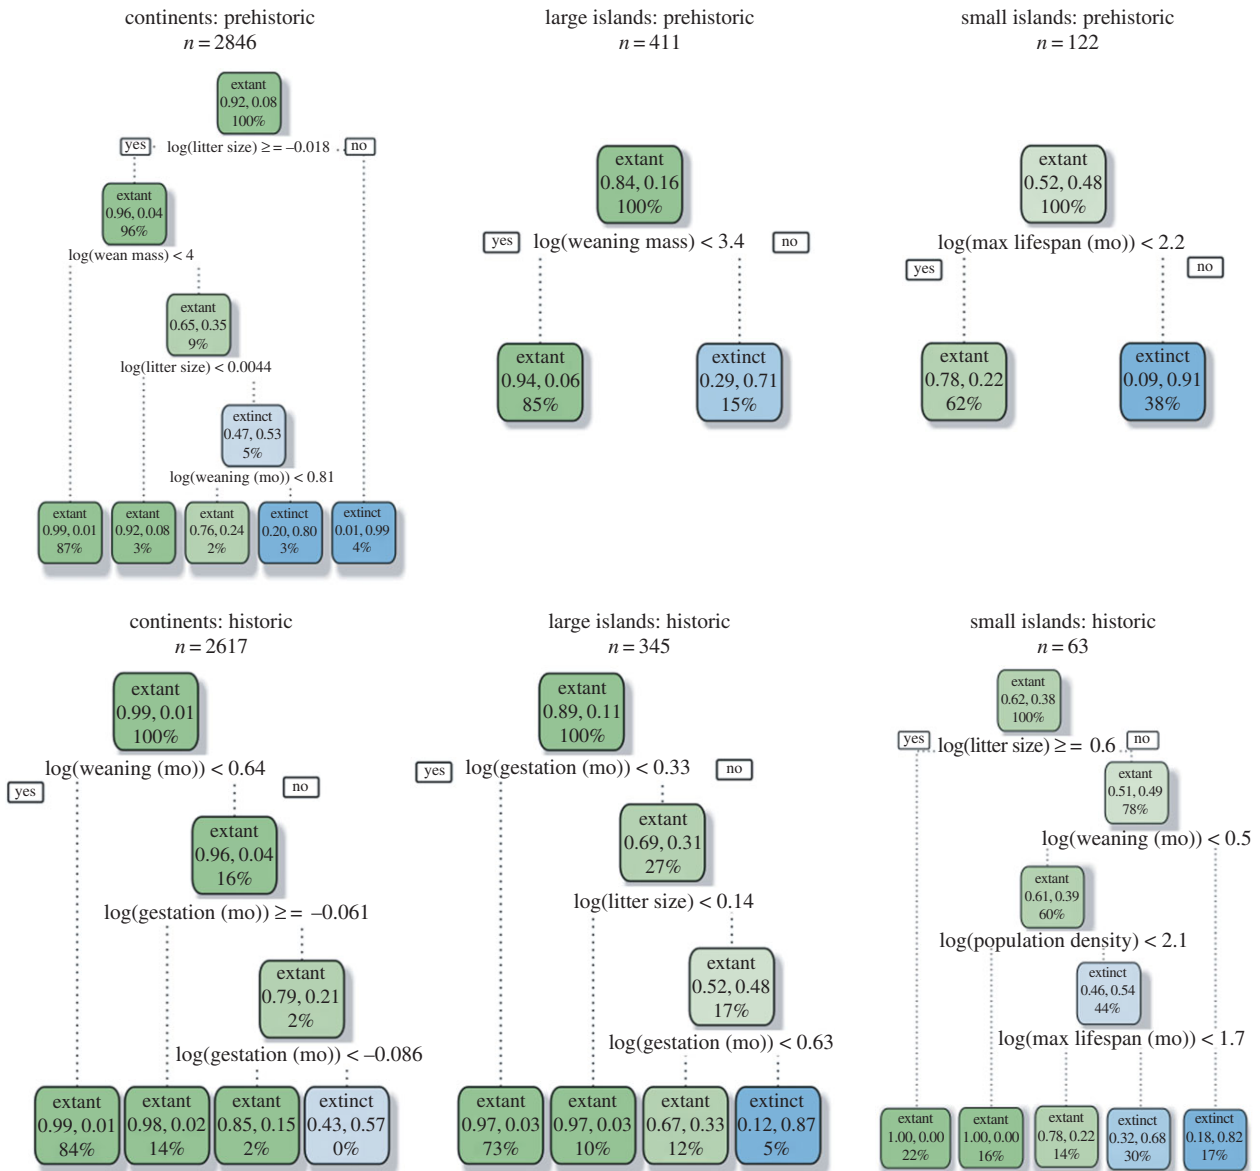 continents: prehistoric
n = 2846
extant
0.92, 0.08
100%
yes
log(litter size) > = –0.018
no
extant
0.96, 0.04
96%
log(wean mass) < 4
extant
0.65, 0.35
9%
log(litter size) < 0.0044
extinct
0.47, 0.53
5%
log(weaning (mo)) < 0.81
extant
0.99, 0.01
87%
extant
0.92, 0.08
3%
extant
0.76, 0.24
2%
extinct
0.20, 0.80
3%
extinct
0.01, 0.99
4%
large islands: prehistoric
n = 411
extant
0.84, 0.16
100%
yes
log(weaning mass) < 3.4
no
extant
0.94, 0.06
85%
extinct
0.29, 0.71
15%
small islands: prehistoric
n = 122
extant
0.52, 0.48
100%
log(max lifespan (mo)) < 2.2
yes
no
extant
0.78, 0.22
62%
extinct
0.09, 0.91
38%
continents: historic
n = 2617
extant
0.99, 0.01
100%
log(weaning (mo)) < 0.64
yes
no
extant
0.96, 0.04
16%
log(gestation (mo)) > = –0.061
extant
0.79, 0.21
2%
log(gestation (mo)) < –0.086
extant
0.99, 0.01
84%
extant
0.98, 0.02
14%
extant
0.85, 0.15
2%
extinct
0.43, 0.57
0%
large islands: historic
n = 345
extant
0.89, 0.11
100%
yes
log(gestation (mo)) < 0.33
no
extant
0.69, 0.31
27%
log(litter size) < 0.14
extant
0.52, 0.48
17%
log(gestation (mo)) < 0.63
extant
0.97, 0.03
73%
extant
0.97, 0.03
10%
extant
0.67, 0.33
12%
extinct
0.12, 0.87
5%
small islands: historic
n = 63
extant
0.62, 0.38
100%
yes
log(litter size) > = 0.6
no
extant
0.51, 0.49
78%
log(weaning (mo)) < 0.5
extant
0.61, 0.39
60%
log(population density) < 2.1
extinct
0.46, 0.54
44%
log(max lifespan (mo)) < 1.7
extant
1.00, 0.00
22%
extant
1.00, 0.00
16%
extant
0.78, 0.22
14%
extinct
0.32, 0.68
30%
extinct
0.18, 0.82
17%